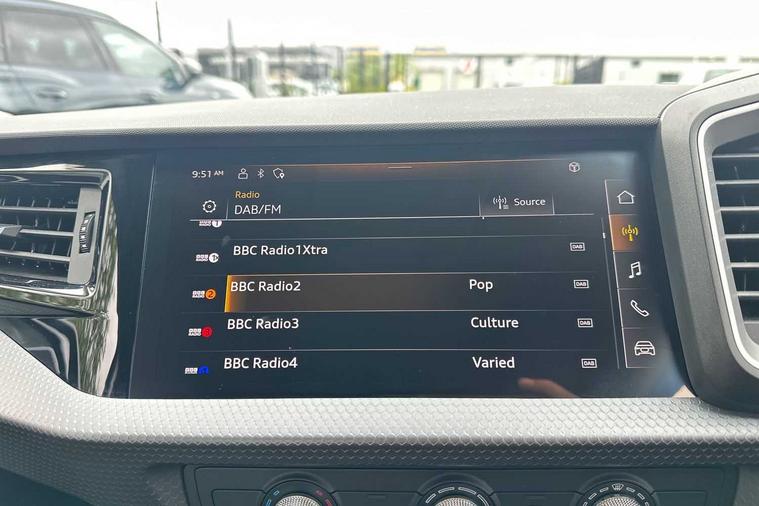 9:51 AM
Radio
DAB/FM
Source
BBC Radio1Xtra
DAB
BBC Radio2 Pop DAB
BBC Radio3 Culture DAB
BBC Radio4 Varied DAB